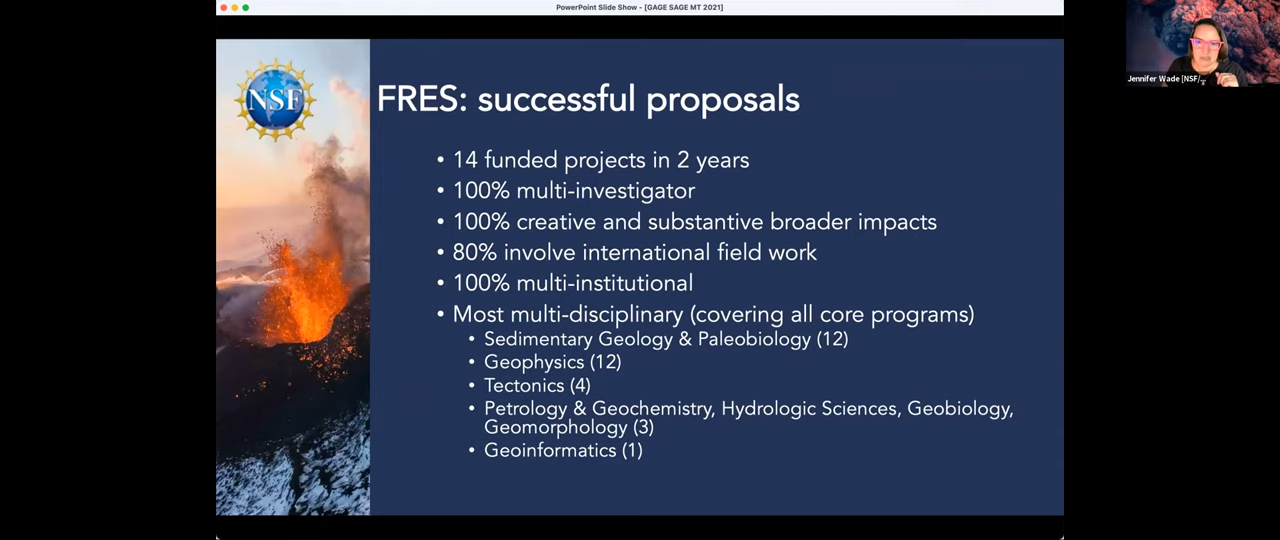 PowerPoint Slide Show - [GAGE SAGE MT 2021]
NSF
FRES: successful proposals
• 14 funded projects in 2 years
• 100% multi-investigator
• 100% creative and substantive broader impacts
• 80% involve international field work
• 100% multi-institutional
• Most multi-disciplinary (covering all core programs)
• Sedimentary Geology & Paleobiology (12)
• Geophysics (12)
• Tectonics (4)
• Petrology & Geochemistry, Hydrologic Sciences, Geobiology,
Geomorphology (3)
• Geoinformatics (1)
Jennifer Wade [NSF/...